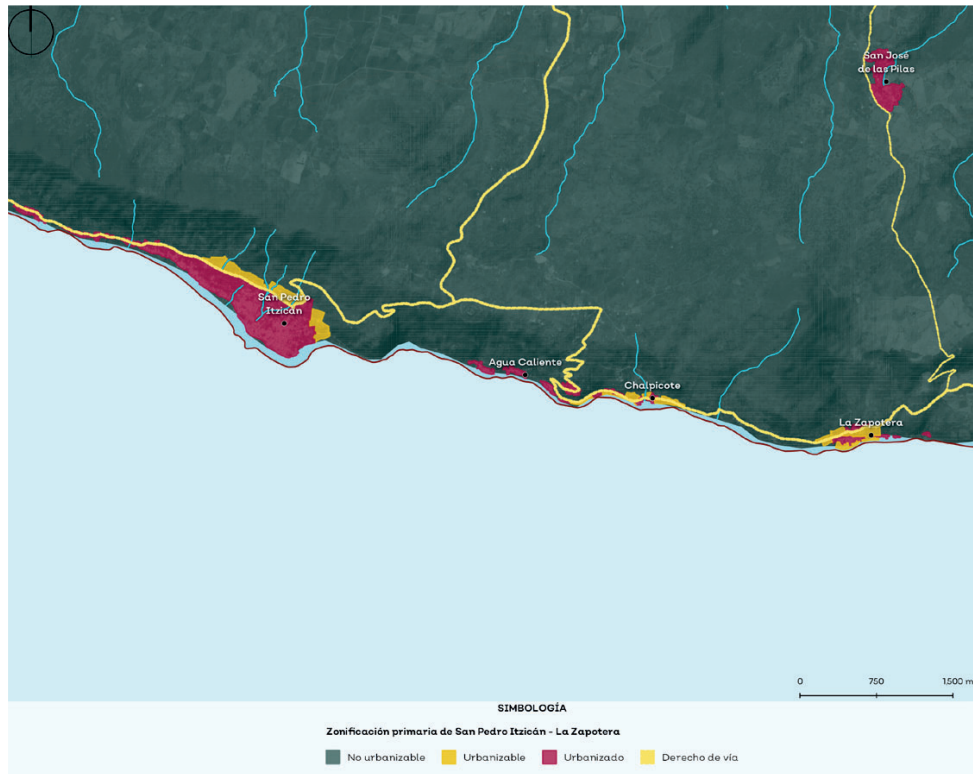 San José
de las Pilas
San Pedro
Itzicán
Agua Caliente
Chalpicote
La Zapotera
0 750 1,500 m
SIMBOLOGÍA
Zonificación primaria de San Pedro Itzicán - La Zapotera
No urbanizable Urbanizable Urbanizado Derecho de vía